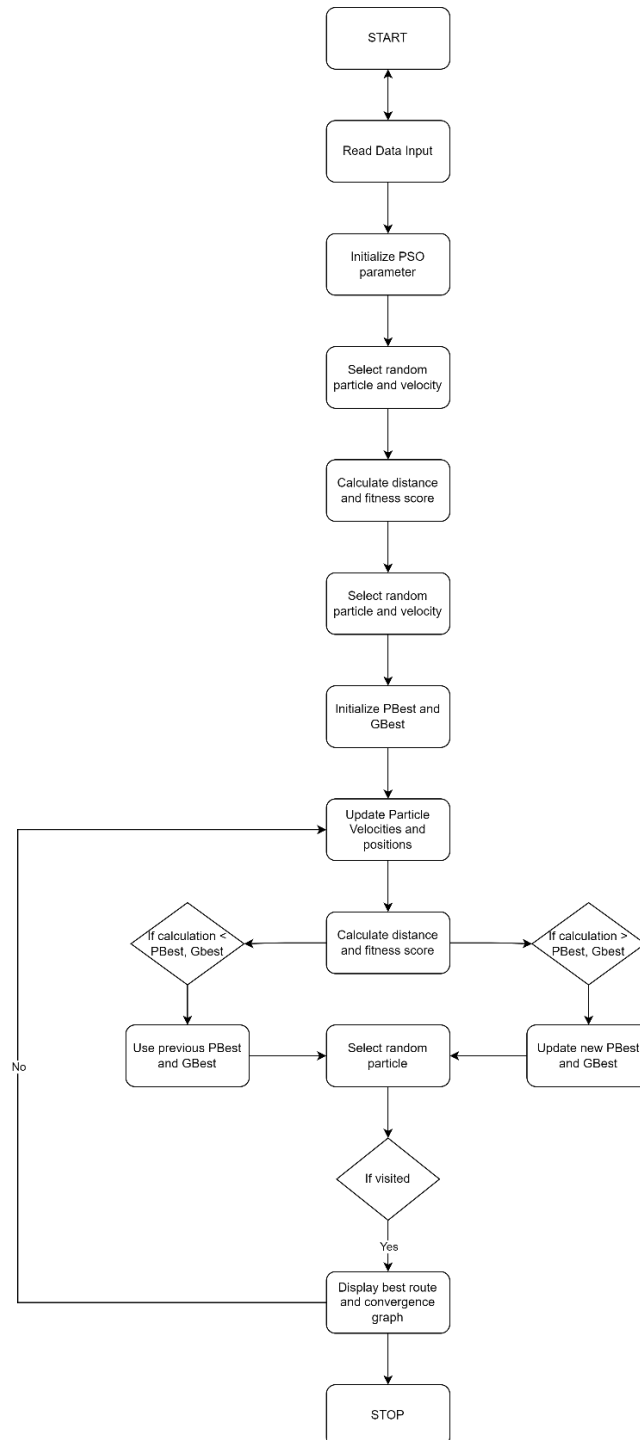 START
Read Data Input
Initialize PSO
parameter
Select random
particle and velocity
Calculate distance
and fitness score
Select random
particle and velocity
Initialize PBest and
GBest
Update Particle
Velocities and
positions
If calculation <
PBest, Gbest
Calculate distance
and fitness score
If calculation >
PBest, Gbest
Use previous PBest
and GBest
Select random
particle
Update new PBest
and GBest
No
If visited
Yes
Display best route
and convergence
graph
STOP